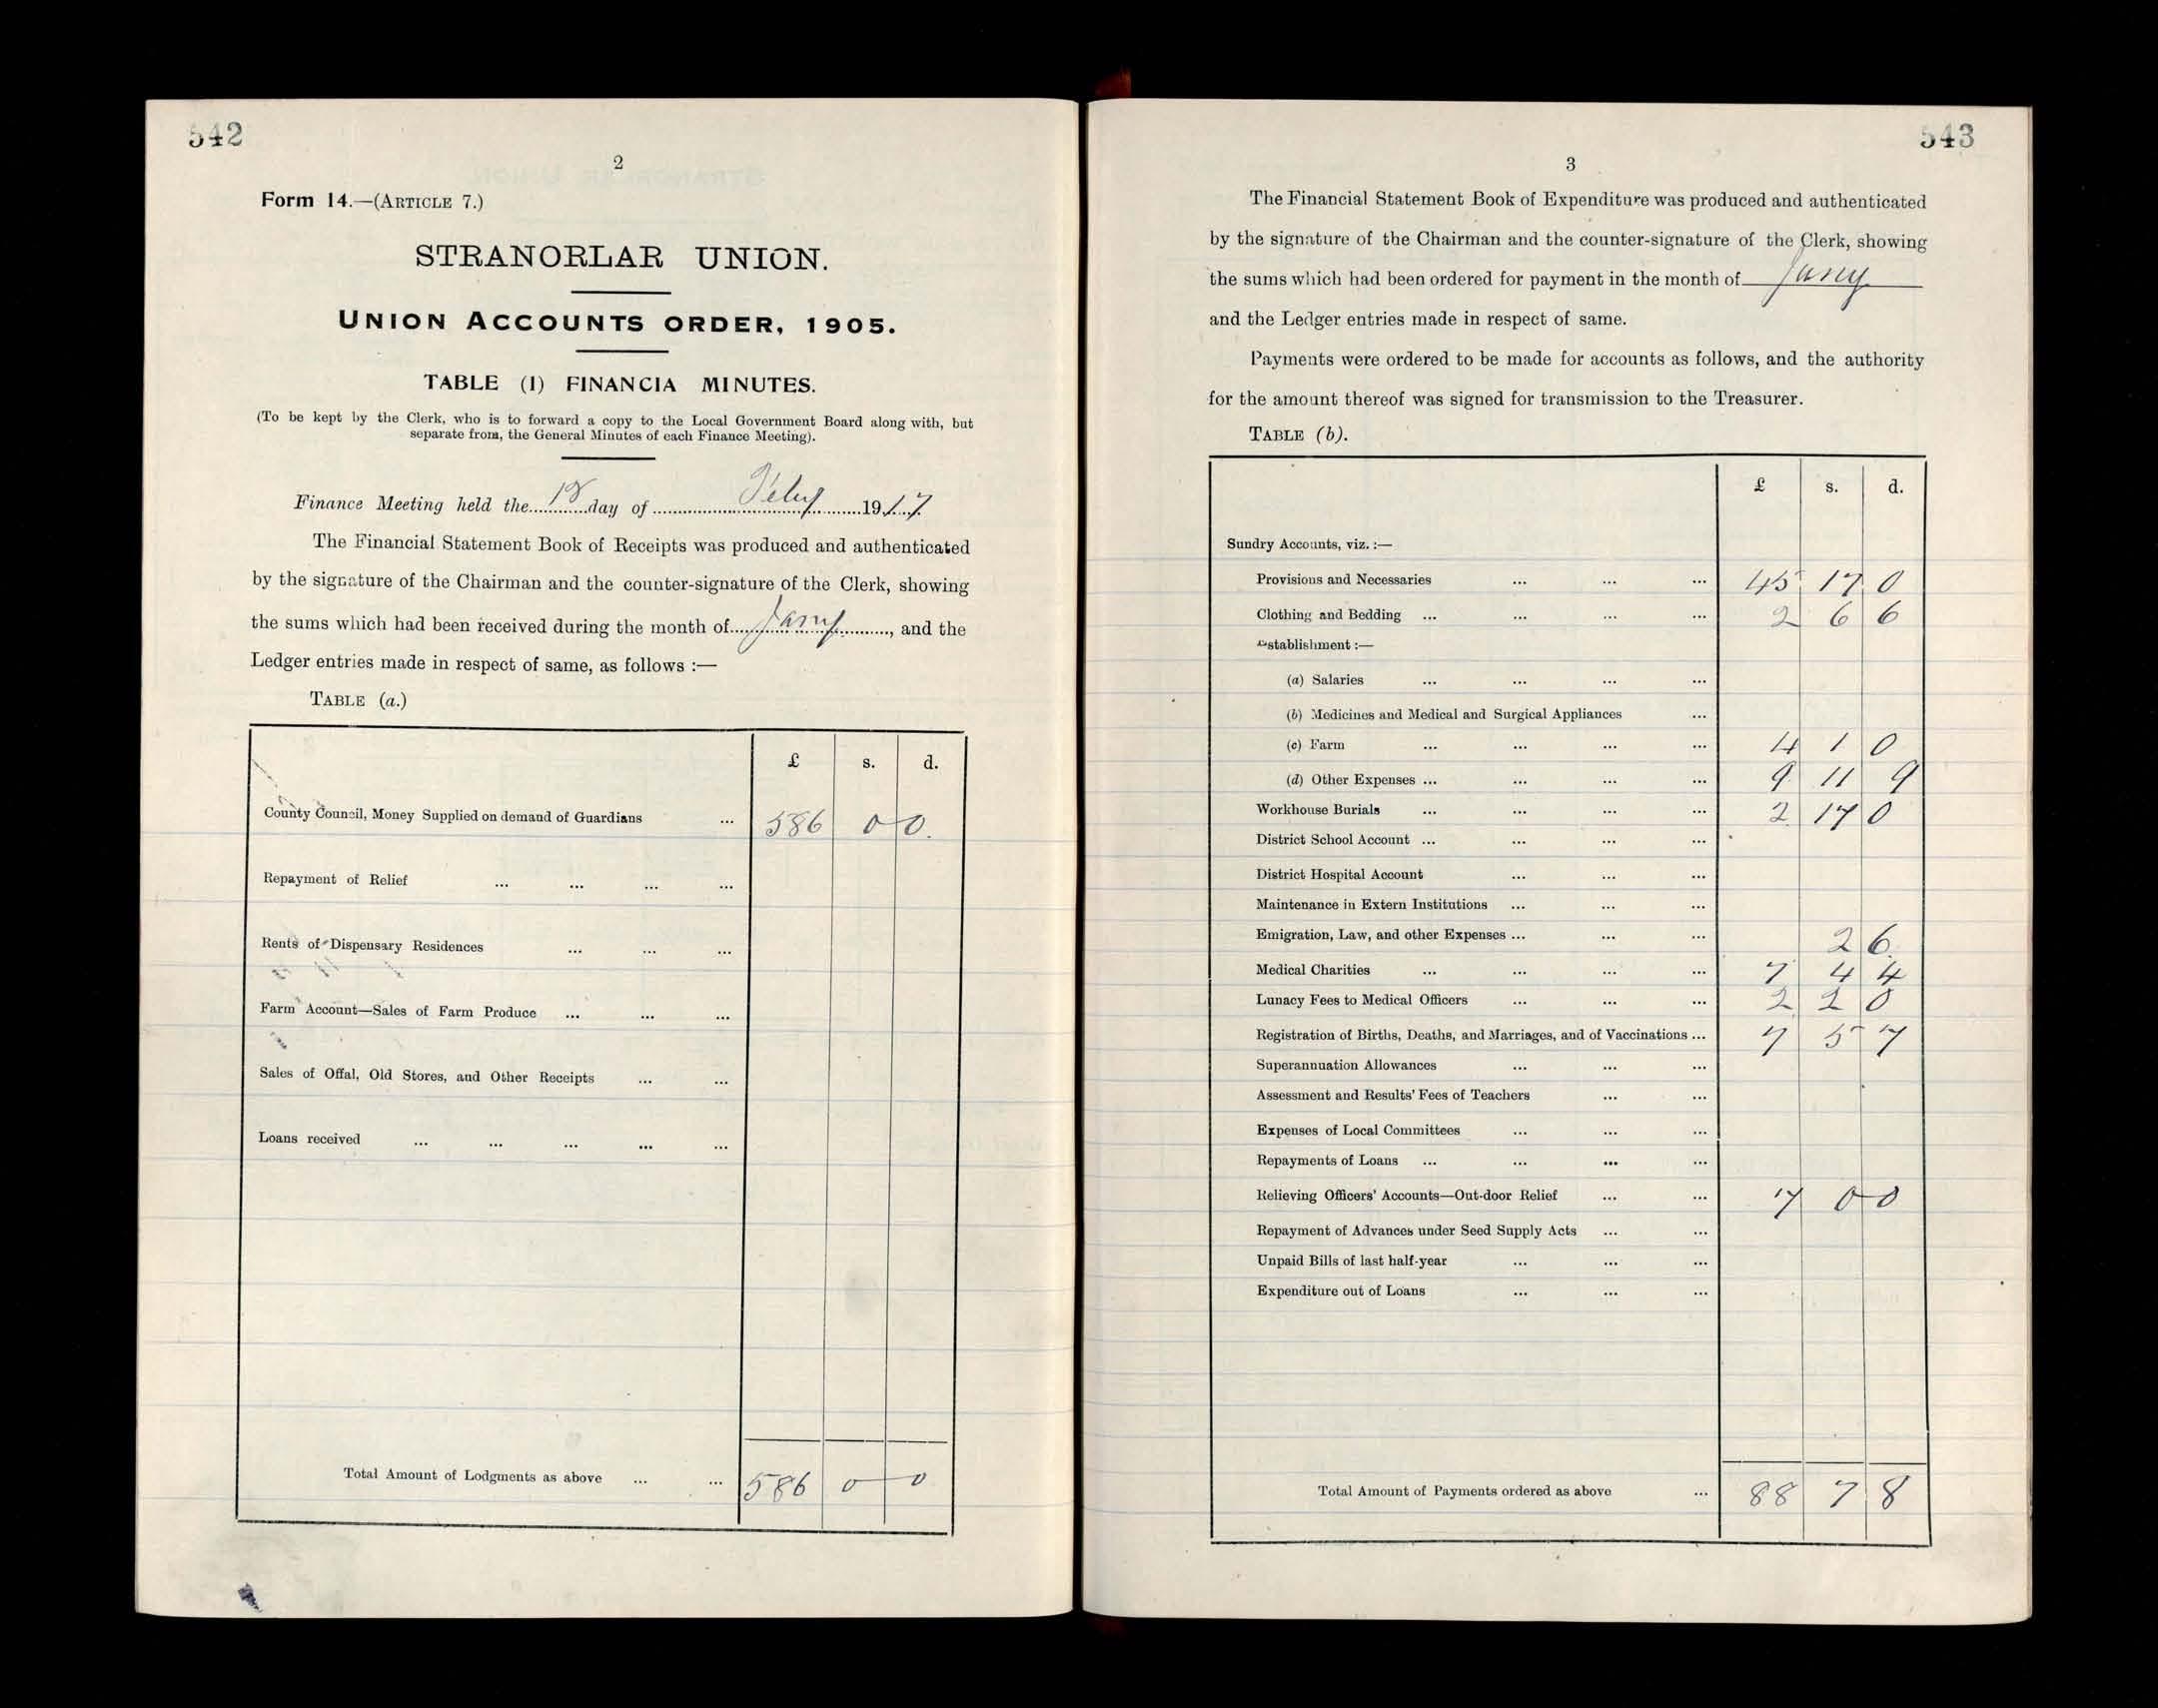 542
2
Form 14.—(ARTICLE 7.)
STRANORLAR UNION.
UNION ACCOUNTS ORDER, 1905.
TABLE (I) FINANCIA MINUTES.
(To be kept by the Clerk, who is to forward a copy to the Local Government Board along with, but
separate from, the General Minutes of each Finance Meeting).
Finance Meeting held the............day of ............Feby............1917
The Financial Statement Book of Receipts was produced and authenticated
by the signature of the Chairman and the counter-signature of the Clerk, showing
the sums which had been received during the month of....Jany............, and the
Ledger entries made in respect of same, as follows :—
TABLE (a.)
£ s. d.
County Council, Money Supplied on demand of Guardians ... 586 0 0.
Repayment of Relief ... ... ... ...
Rents of Dispensary Residences ... ... ...
Farm Account—Sales of Farm Produce ... ... ...
Sales of Offal, Old Stores, and Other Receipts ... ...
Loans received ... ... ... ... ...
Total Amount of Lodgments as above ... ... 586 0 0
543
3
The Financial Statement Book of Expenditure was produced and authenticated
by the signature of the Chairman and the counter-signature of the Clerk, showing
the sums which had been ordered for payment in the month of Jany
and the Ledger entries made in respect of same.
Payments were ordered to be made for accounts as follows, and the authority
for the amount thereof was signed for transmission to the Treasurer.
TABLE (b).
£ s. d.
Sundry Accounts, viz. :—
Provisions and Necessaries ... ... ... 45 17 0
Clothing and Bedding ... ... ... ... 2 6 6
Establishment :—
(a) Salaries ... ... ... ...
(b) Medicines and Medical and Surgical Appliances ...
(c) Farm ... ... ... ... 4 1 0
(d) Other Expenses ... ... ... ... 9 11 9
Workhouse Burials ... ... ... ... 2 17 0
District School Account ... ... ... ...
District Hospital Account ... ... ...
Maintenance in Extern Institutions ... ... ...
Emigration, Law, and other Expenses ... ... ... 2 6
Medical Charities ... ... ... ... 7 4 4
Lunacy Fees to Medical Officers ... ... ... 2 2 0
Registration of Births, Deaths, and Marriages, and of Vaccinations ... 7 5 7
Superannuation Allowances ... ... ...
Assessment and Results' Fees of Teachers ... ...
Expenses of Local Committees ... ... ...
Repayments of Loans ... ... ... ...
Relieving Officers' Accounts—Out-door Relief ... ... 7 0 0
Repayment of Advances under Seed Supply Acts ... ...
Unpaid Bills of last half-year ... ... ...
Expenditure out of Loans ... ... ...
Total Amount of Payments ordered as above ... 88 7 8